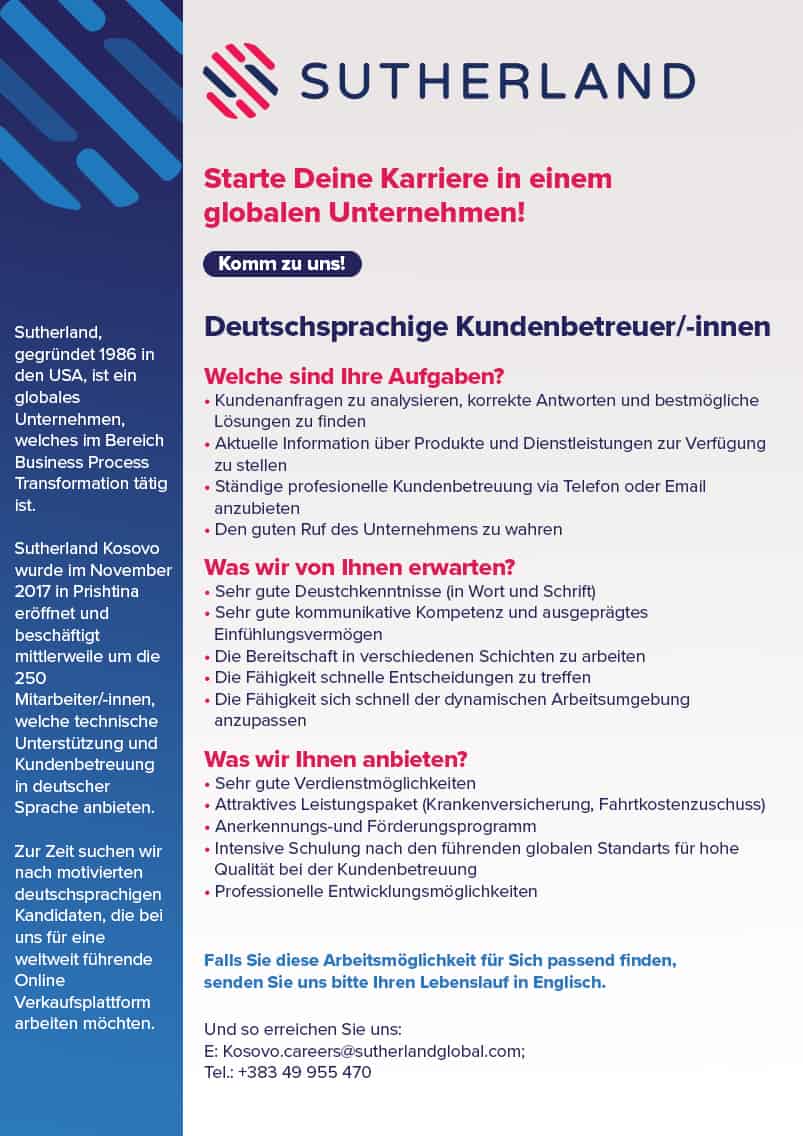 SUTHERLAND
Starte Deine Karriere in einem
globalen Unternehmen!
Komm zu uns!
Sutherland,
gegründet 1986 in
den USA, ist ein
globales
Unternehmen,
welches im Bereich
Business Process
Transformation tätig
ist.
Sutherland Kosovo
wurde im November
2017 in Prishtina
eröffnet und
beschäftigt
mittlerweile um die
250
Mitarbeiter/-innen,
welche technische
Unterstützung und
Kundenbetreuung
in deutscher
Sprache anbieten.
Zur Zeit suchen wir
nach motivierten
deutschsprachigen
Kandidaten, die bei
uns für eine
weltweit führende
Online
Verkaufsplattform
arbeiten möchten.
Deutschsprachige Kundenbetreuer/-innen
Welche sind Ihre Aufgaben?
• Kundenanfragen zu analysieren, korrekte Antworten und bestmögliche
Lösungen zu finden
• Aktuelle Information über Produkte und Dienstleistungen zur Verfügung
zu stellen
• Ständige profesionelle Kundenbetreuung via Telefon oder Email
anzubieten
• Den guten Ruf des Unternehmens zu wahren
Was wir von Ihnen erwarten?
• Sehr gute Deustchkenntnisse (in Wort und Schrift)
• Sehr gute kommunikative Kompetenz und ausgeprägtes
Einfühlungsvermögen
• Die Bereitschaft in verschiedenen Schichten zu arbeiten
• Die Fähigkeit schnelle Entscheidungen zu treffen
• Die Fähigkeit sich schnell der dynamischen Arbeitsumgebung
anzupassen
Was wir Ihnen anbieten?
• Sehr gute Verdienstmöglichkeiten
• Attraktives Leistungspaket (Krankenversicherung, Fahrtkostenzuschuss)
• Anerkennungs-und Förderungsprogramm
• Intensive Schulung nach den führenden globalen Standarts für hohe
Qualität bei der Kundenbetreuung
• Professionelle Entwicklungsmöglichkeiten
Falls Sie diese Arbeitsmöglichkeit für Sich passend finden,
senden Sie uns bitte Ihren Lebenslauf in Englisch.
Und so erreichen Sie uns:
E: Kosovo.careers@sutherlandglobal.com;
Tel.: +383 49 955 470